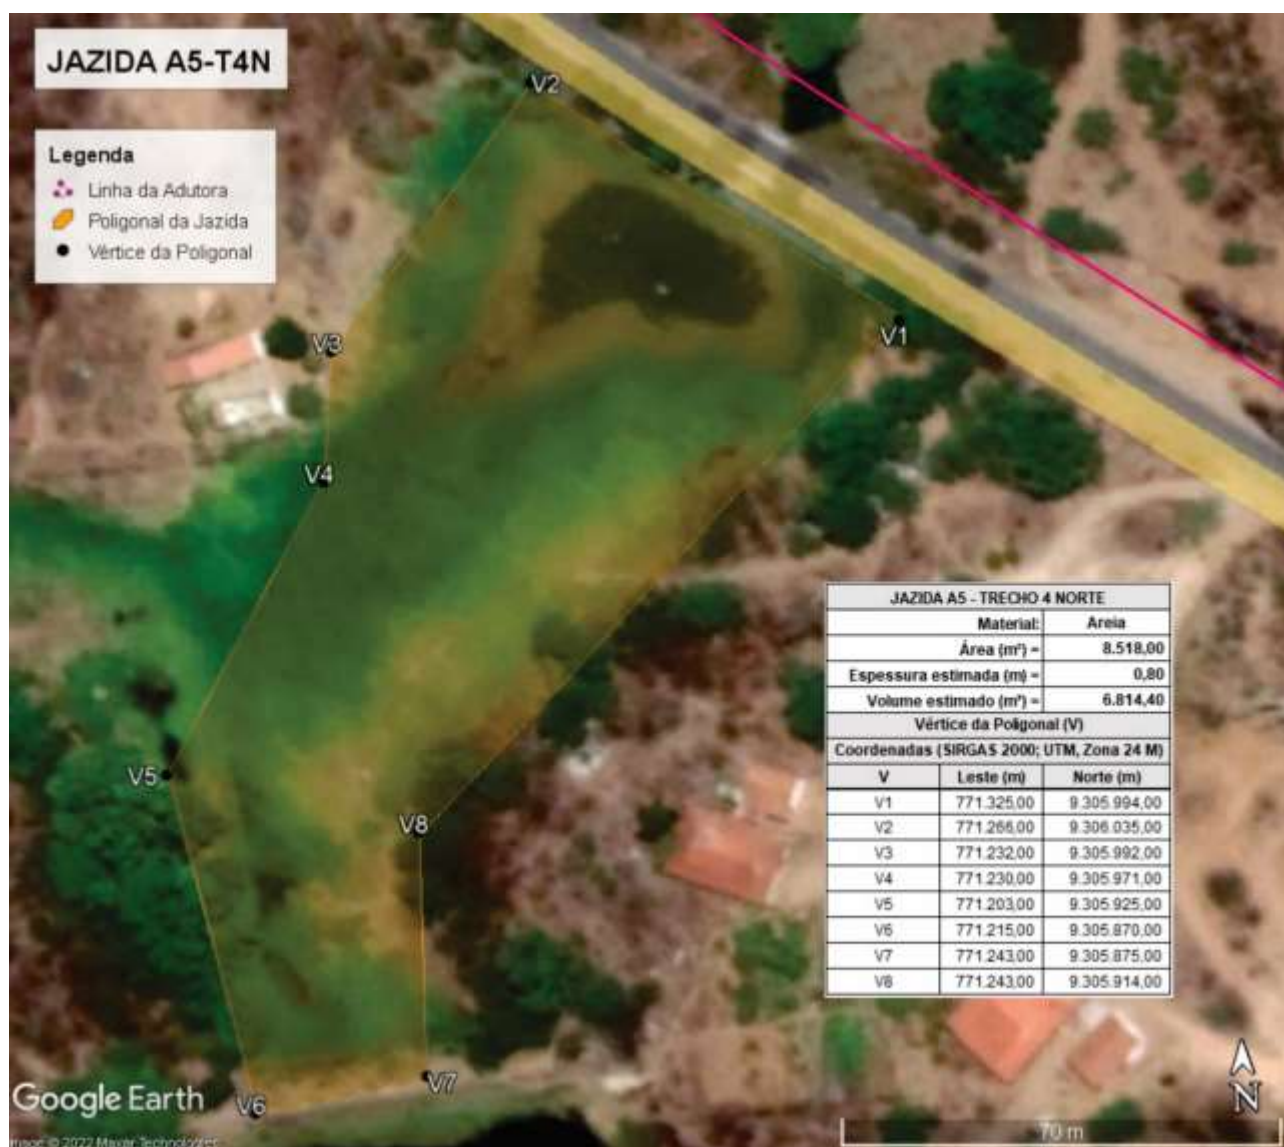 JAZIDA A5-T4N
Legenda
Linha da Adutora
Poligonal da Jazida
Vértice da Poligonal
V2
V1
V3
V4
V5
V8
V7
V6
JAZIDA A5 - TRECHO 4 NORTE
Material: Areia
Área (m²) = 8.518,00
Espessura estimada (m) = 0,80
Volume estimado (m³) = 6.814,40
Vértice da Poligonal (V)
Coordenadas (SIRGAS 2000; UTM, Zona 24 M)
V Leste (m) Norte (m)
V1 771.325,00 9.305.994,00
V2 771.266,00 9.306.035,00
V3 771.232,00 9.305.992,00
V4 771.230,00 9.305.971,00
V5 771.203,00 9.305.925,00
V6 771.215,00 9.305.870,00
V7 771.243,00 9.305.875,00
V8 771.243,00 9.305.914,00
Google Earth
Image © 2022 Maxar Technologies
N
70 m